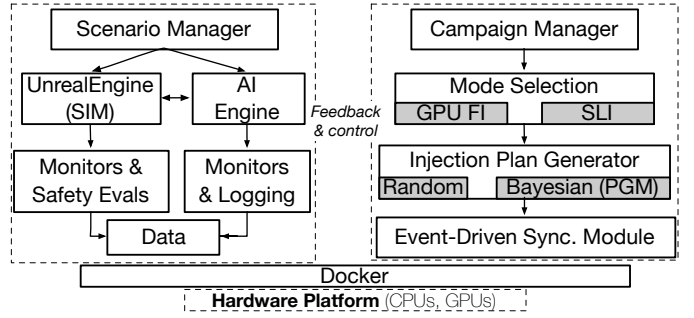 Scenario Manager
UnrealEngine
(SIM)
AI
Engine
Monitors &
Safety Evals
Monitors
& Logging
Data
Feedback
& control
Campaign Manager
Mode Selection
GPU FI
SLI
Injection Plan Generator
Random
Bayesian (PGM)
Event-Driven Sync. Module
Docker
Hardware Platform (CPUs, GPUs)